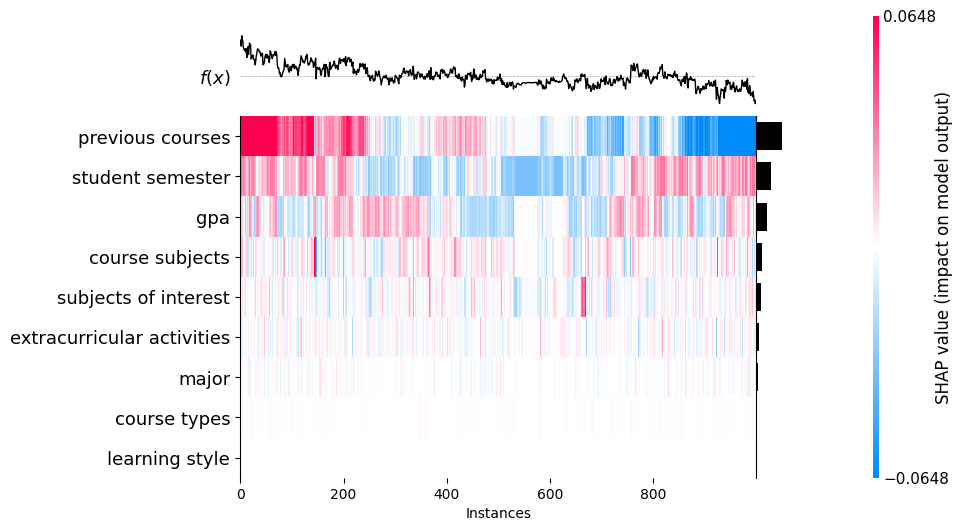 0.0648
f(x)
previous courses
student semester
gpa
course subjects
subjects of interest
extracurricular activities
major
course types
learning style
0 200 400 600 800
Instances
−0.0648
SHAP value (impact on model output)